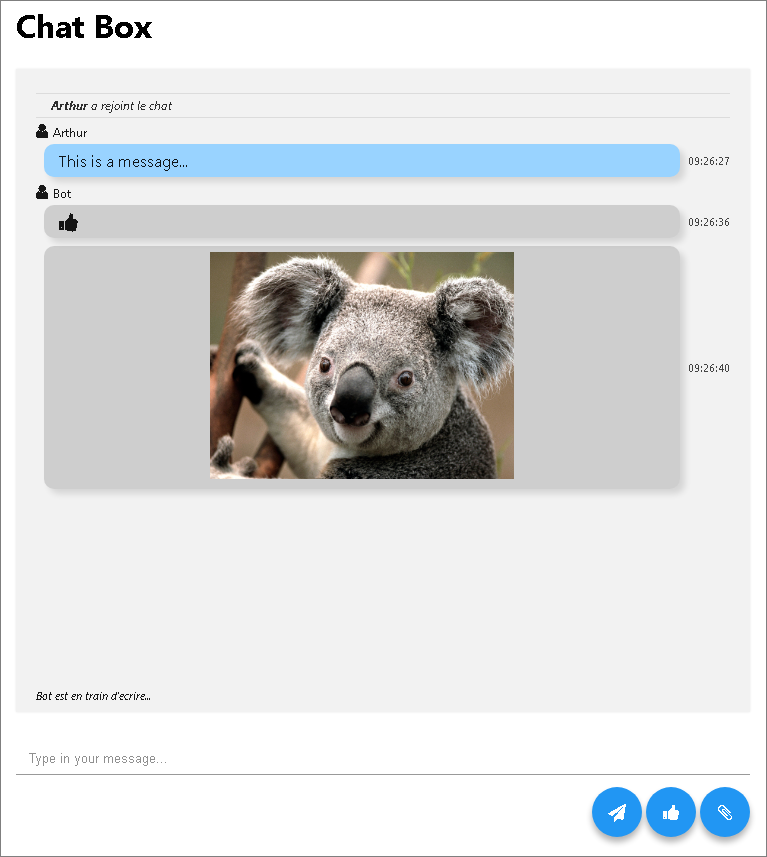 Chat Box
Arthur a rejoint le chat
Arthur
This is a message...
09:26:27
Bot
09:26:36
09:26:40
Bot est en train d'ecrire...
Type in your message...